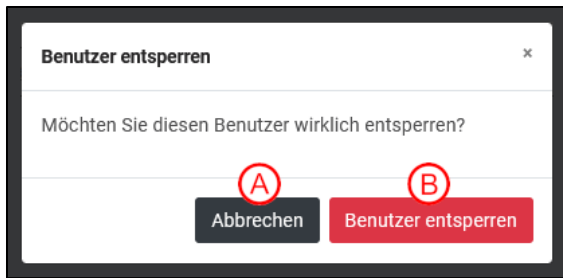 Benutzer entsperren ×
Möchten Sie diesen Benutzer wirklich entsperren?
A B
Abbrechen Benutzer entsperren